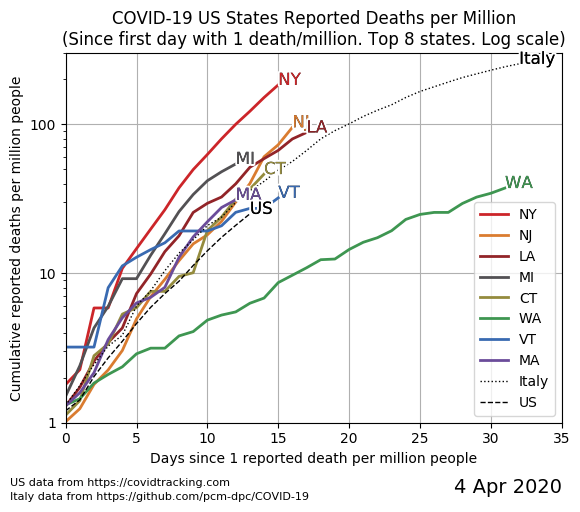 COVID-19 US States Reported Deaths per Million
(Since first day with 1 death/million. Top 8 states. Log scale)
Cumulative reported deaths per million people
100
10
1
NY
Italy
NJ
LA
MI
CT
MA
VT
US
WA
NY
NJ
LA
MI
CT
WA
VT
MA
Italy
US
0 5 10 15 20 25 30 35
Days since 1 reported death per million people
US data from https://covidtracking.com
Italy data from https://github.com/pcm-dpc/COVID-19
4 Apr 2020